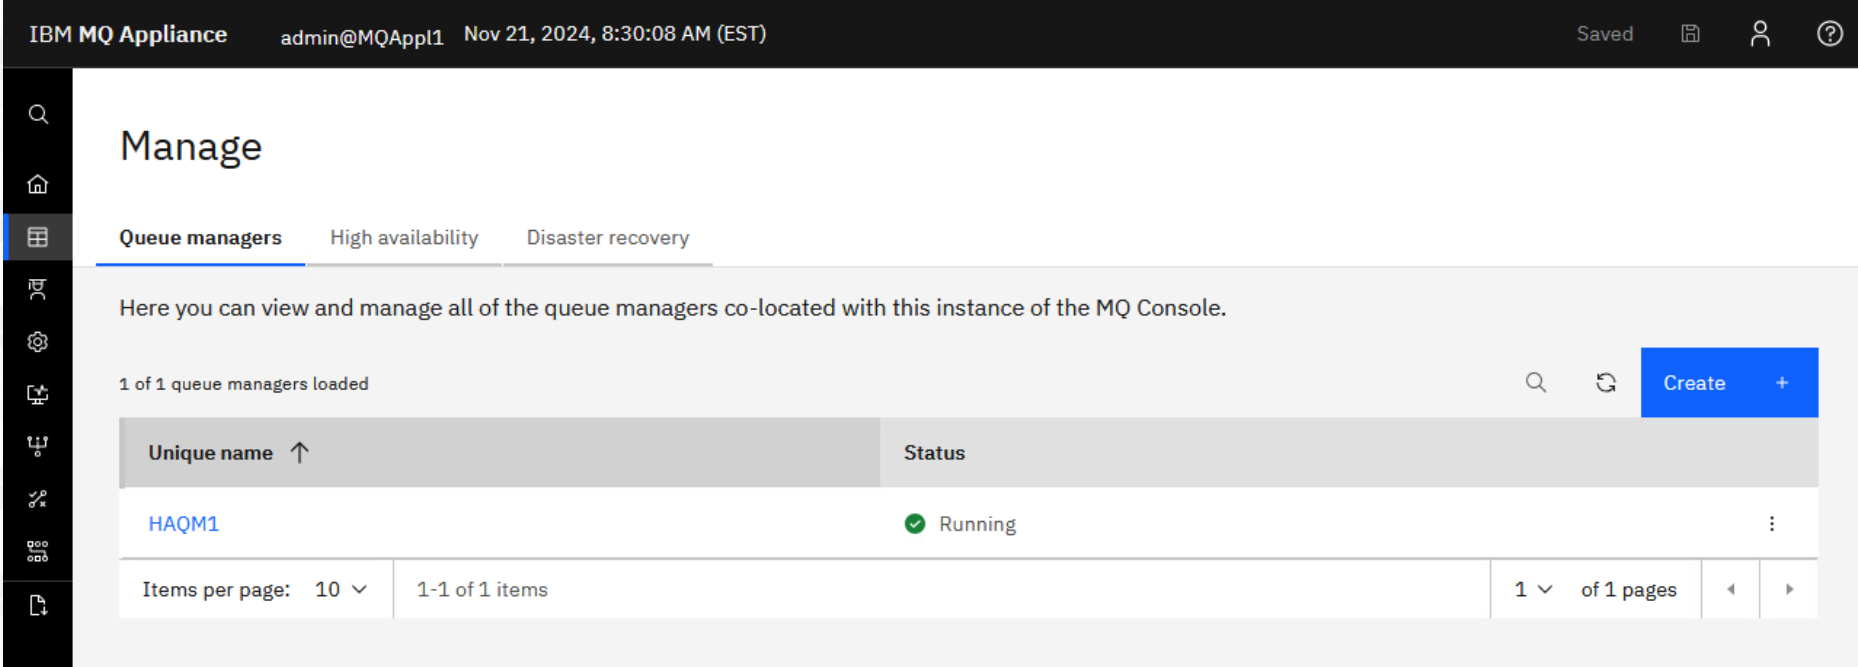 IBM MQ Appliance admin@MQAppl1 Nov 21, 2024, 8:30:08 AM (EST) Saved
Manage
Queue managers High availability Disaster recovery
Here you can view and manage all of the queue managers co-located with this instance of the MQ Console.
1 of 1 queue managers loaded Create +
Unique name Status
HAQM1 Running
Items per page: 10 1-1 of 1 items 1 of 1 pages